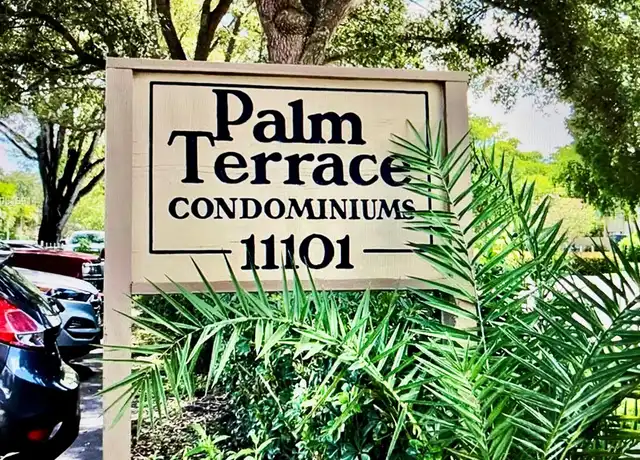 Palm
Terrace
CONDOMINIUMS
11101